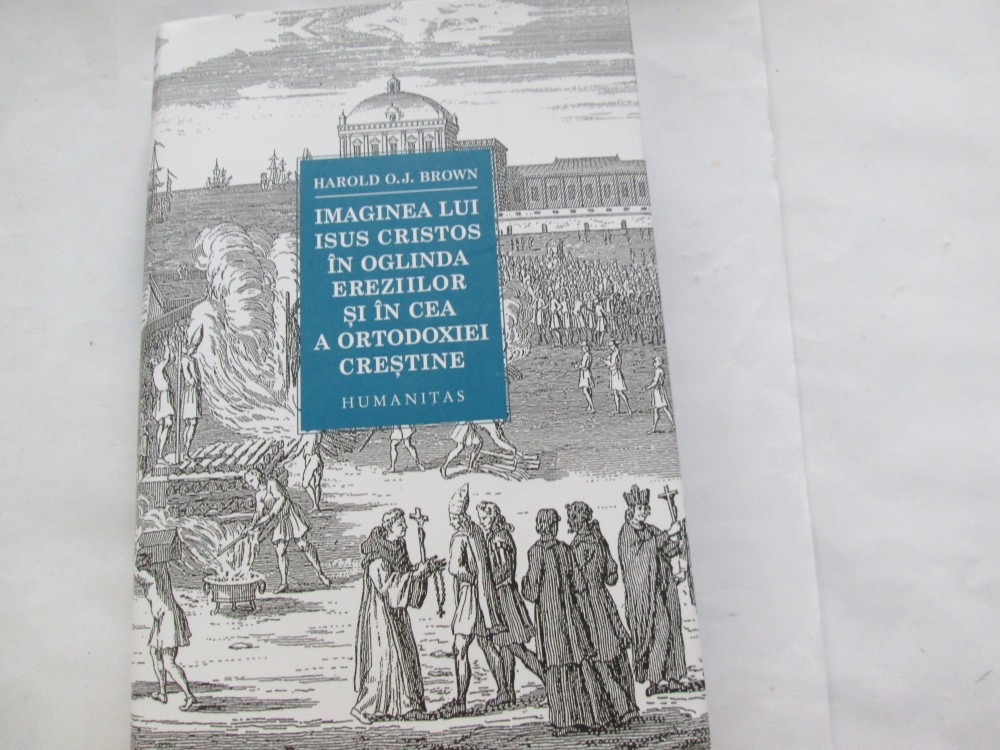 HAROLD O.J. BROWN
IMAGINEA LUI
ISUS CRISTOS
ÎN OGLINDA
EREZIILOR
ȘI ÎN CEA
A ORTODOXIEI
CREȘTINE
HUMANITAS